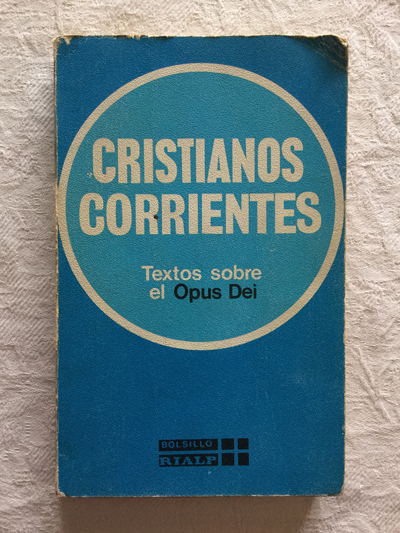 CRISTIANOS
CORRIENTES
Textos sobre
el Opus Dei
BOLSILLO
RIALP